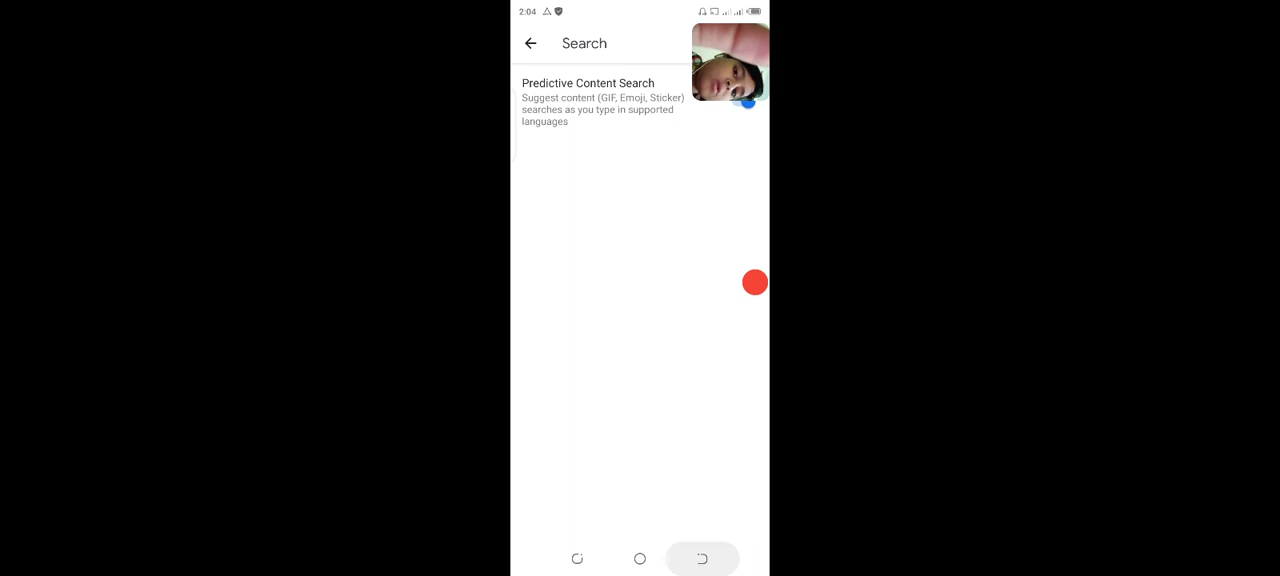 2:04
Search
Predictive Content Search
Suggest content (GIF, Emoji, Sticker)
searches as you type in supported
languages